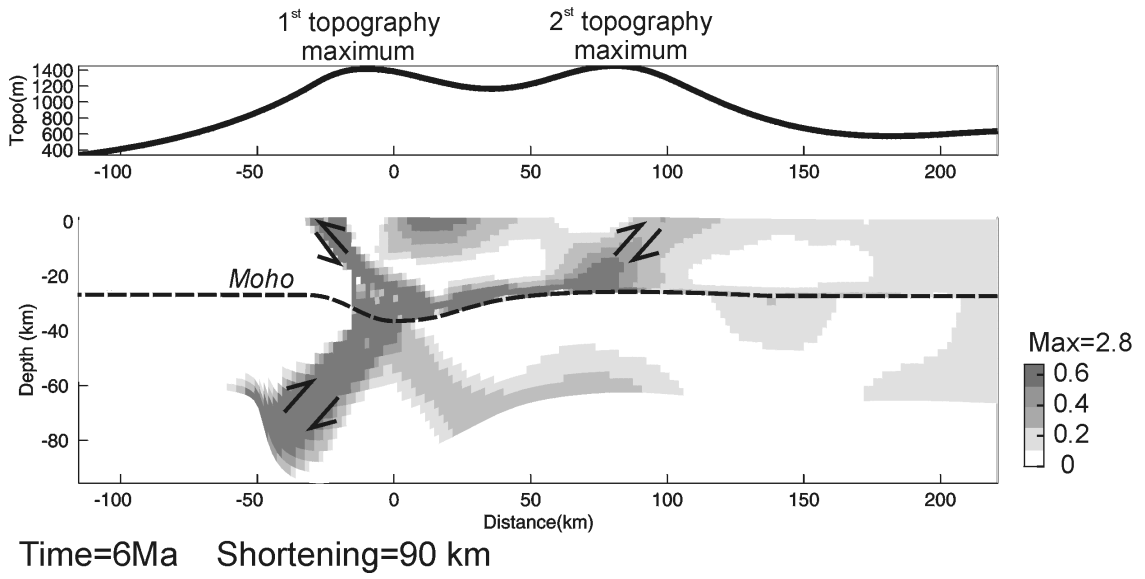 1st topography
maximum
2st topography
maximum
Topo(m)
1400
1200
1000
800
600
400
-100 -50 0 50 100 150 200
Depth (km)
0
-20
-40
-60
-80
Moho
Max=2.8
0.6
0.4
0.2
0
-100 -50 0 50 100 150 200
Distance(km)
Time=6Ma Shortening=90 km